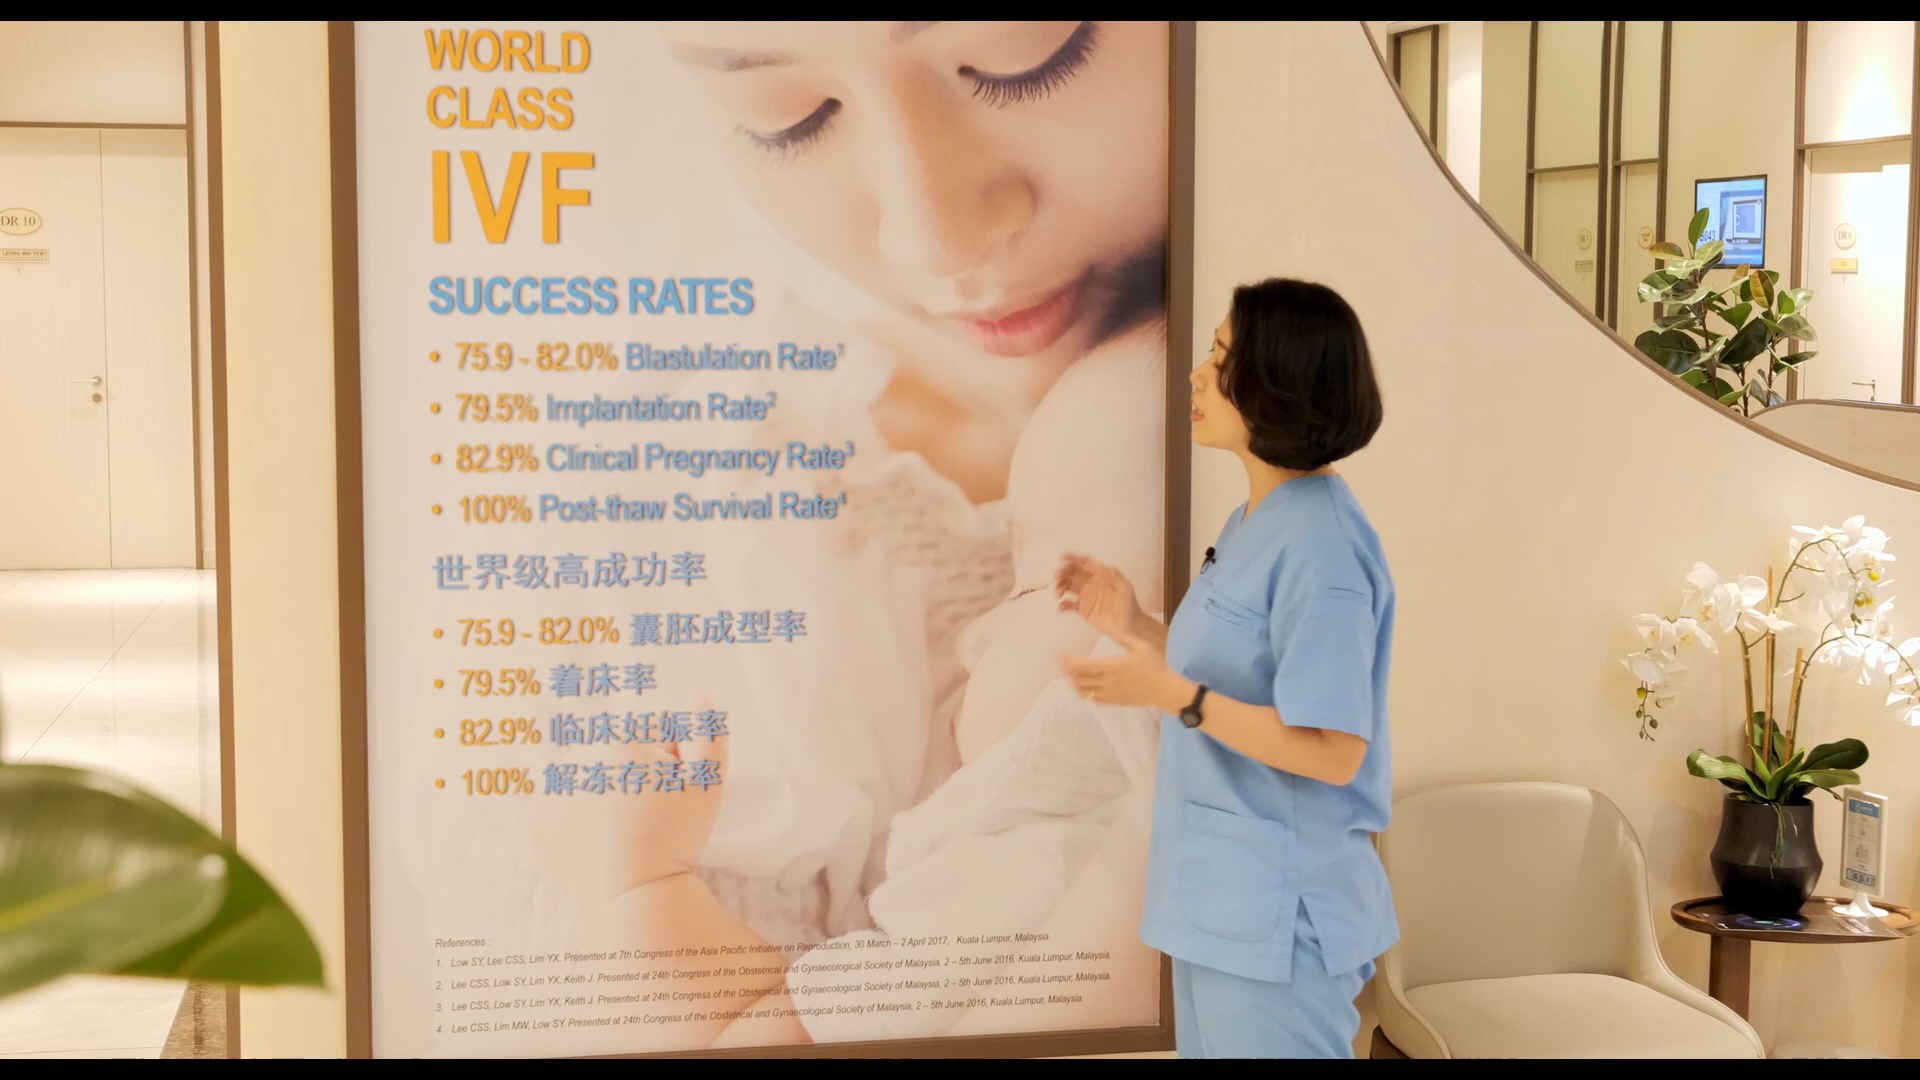 WORLD
CLASS
IVF
SUCCESS RATES
• 75.9 - 82.0% Blastulation Rate¹
• 79.5% Implantation Rate²
• 82.9% Clinical Pregnancy Rate³
• 100% Post-thaw Survival Rate⁴
世界级高成功率
• 75.9 - 82.0% 囊胚成型率
• 79.5% 着床率
• 82.9% 临床妊娠率
• 100% 解冻存活率
References :
1. Low SY, Lee CSS, Lim YX. Presented at 7th Congress of the Asia Pacific Initiative on Reproduction, 30 March – 2 April 2017, Kuala Lumpur, Malaysia.
2. Lee CSS, Low SY, Lim YX, Keith J. Presented at 24th Congress of the Obstetrical and Gynaecological Society of Malaysia, 2 – 5th June 2016, Kuala Lumpur, Malaysia.
3. Lee CSS, Low SY, Lim YX, Keith J. Presented at 24th Congress of the Obstetrical and Gynaecological Society of Malaysia, 2 – 5th June 2016, Kuala Lumpur, Malaysia.
4. Lee CSS, Lim MW, Low SY. Presented at 24th Congress of the Obstetrical and Gynaecological Society of Malaysia, 2 – 5th June 2016, Kuala Lumpur, Malaysia.
DR 10
LEONG WAI YEW